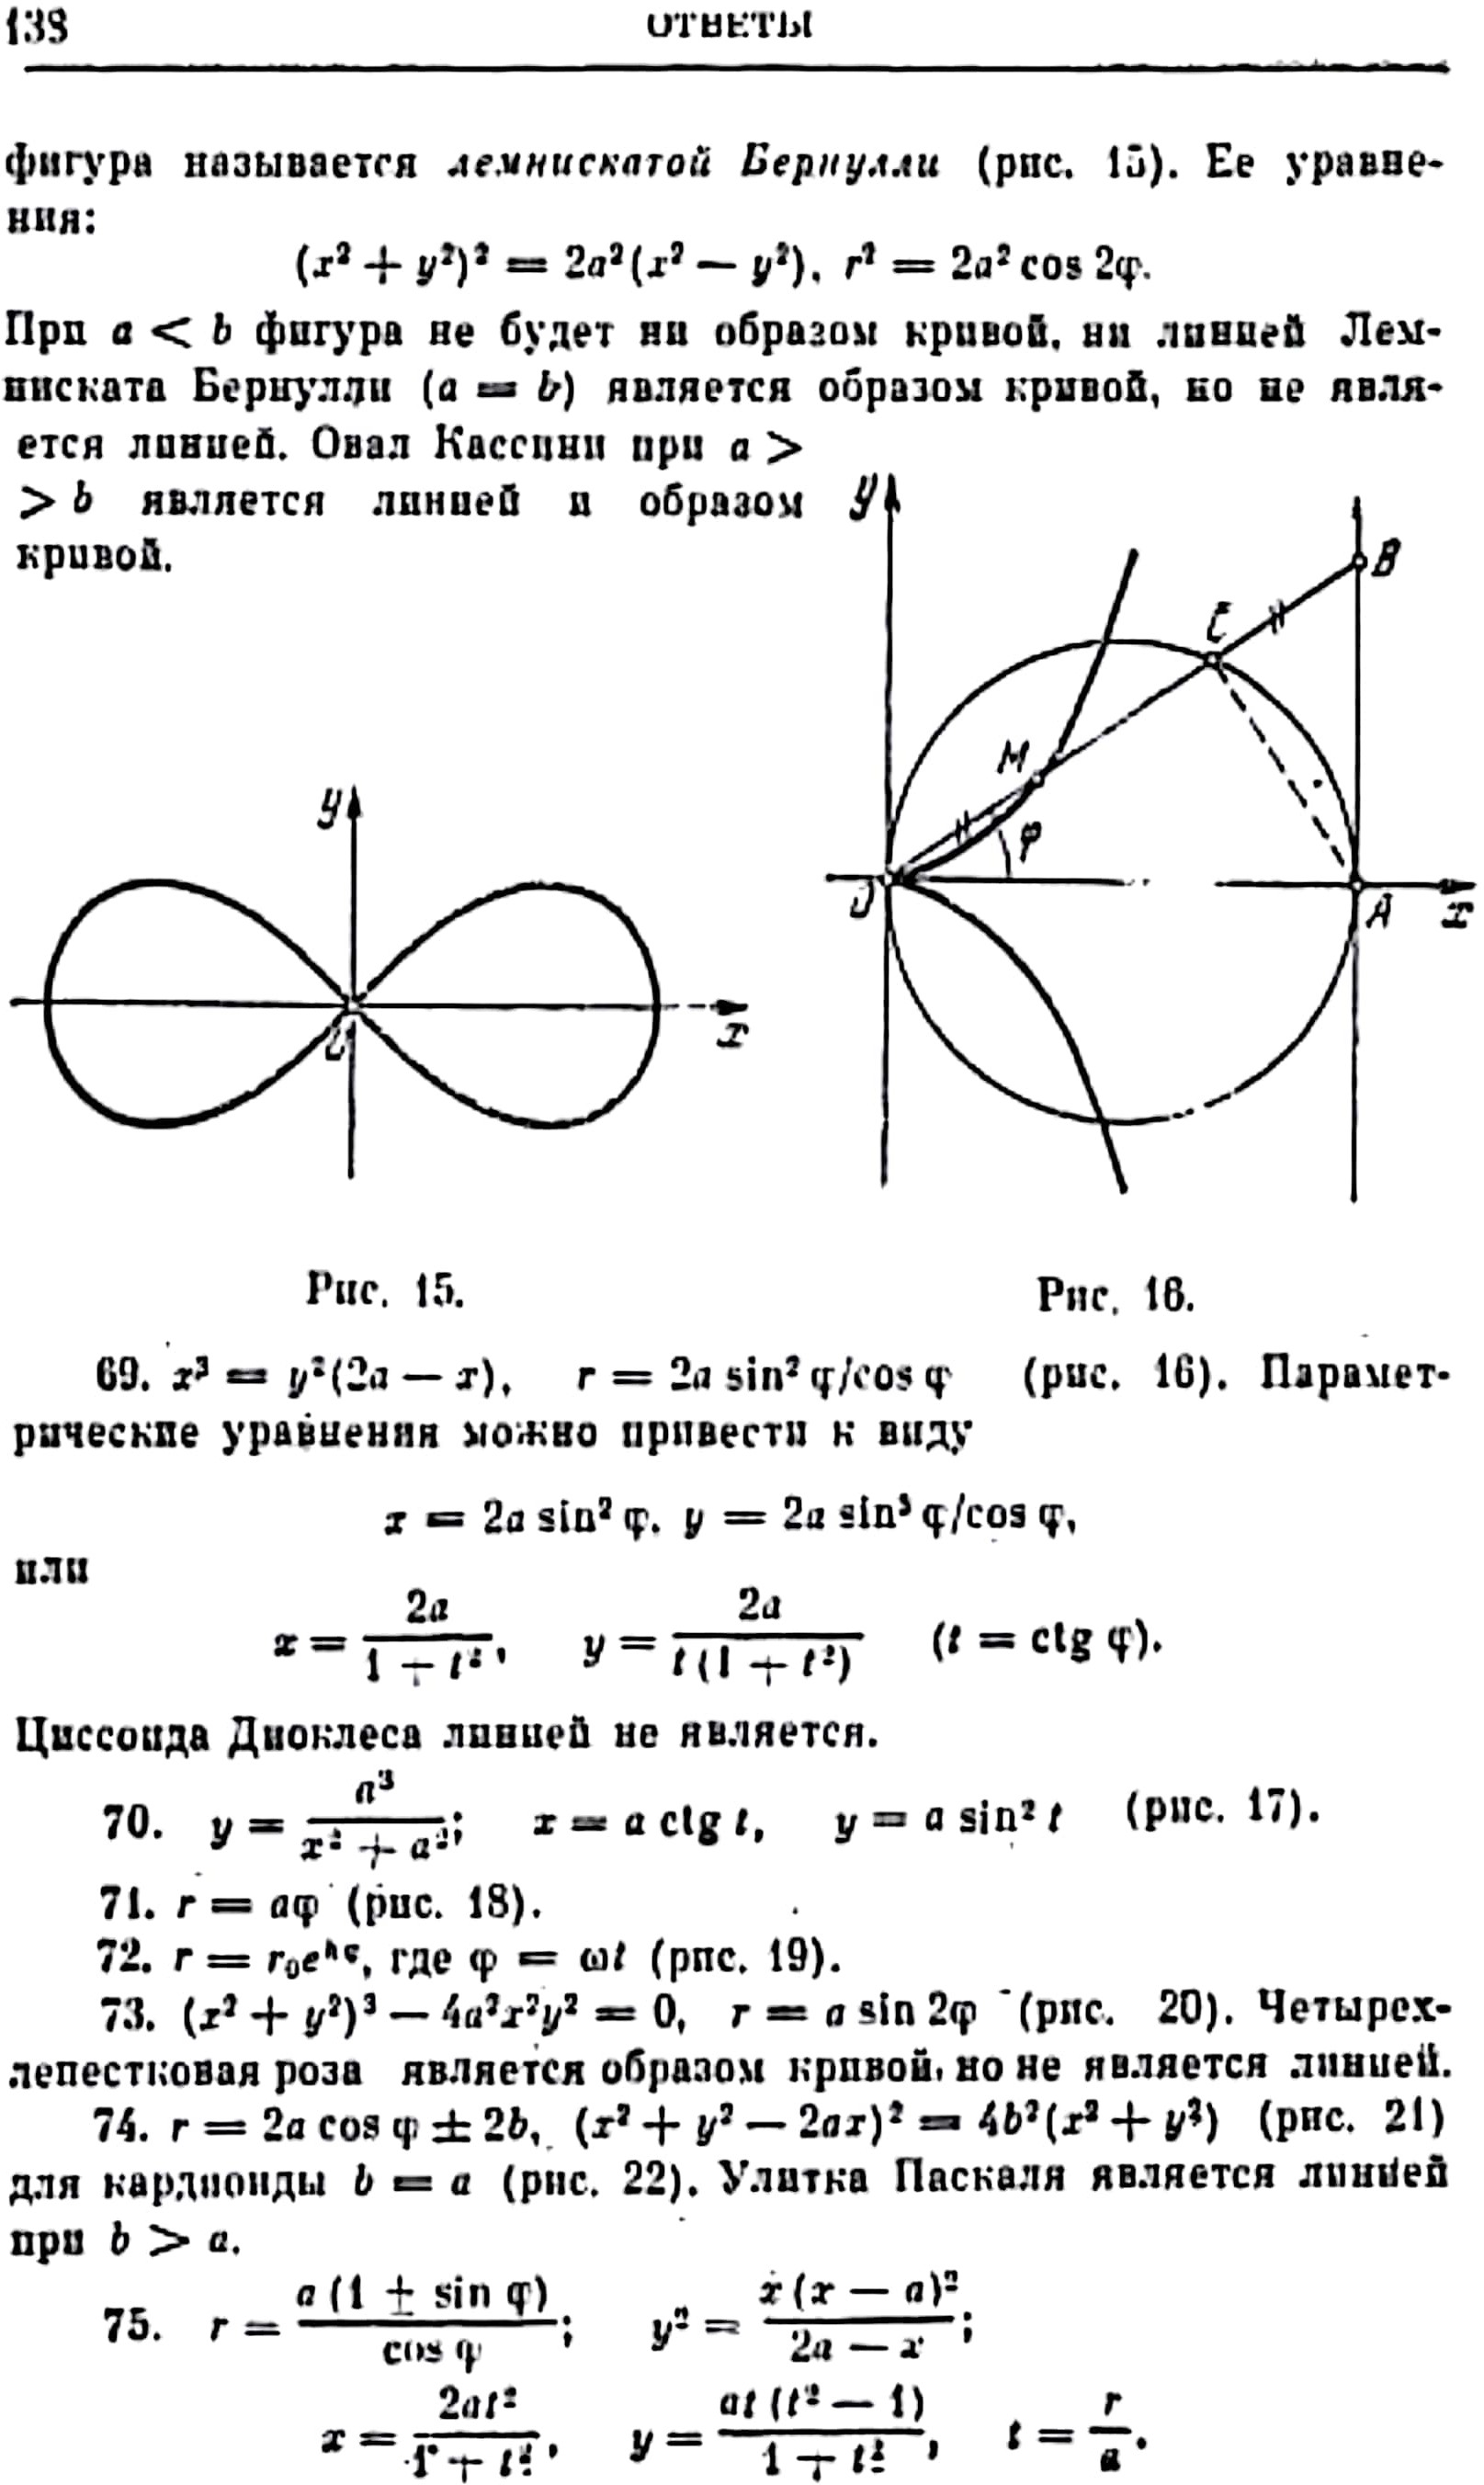 138
ОТВЕТЫ
фигура называется лемнискатой Бернулли (рис. 15). Ее уравне-
ния:
(x² + y²)² = 2a²(x² — y²), r² = 2a² cos 2φ.
При a < b фигура не будет ни образом кривой, ни линией Лем-
ниската Бернулли (a = b) является образом кривой, но не явля-
ется линией. Овал Кассини при a >
> b является линией и образом
кривой.
y
x
O
y
B
C
M
φ
O
A
x
Рис. 15.
Рис. 16.
69. x³ = y²(2a — x), r = 2a sin² φ/cos φ (рис. 16). Парамет-
рические уравнения можно привести к виду
x = 2a sin² φ, y = 2a sin³ φ/cos φ,
или
x = 2a / (1 + t²), y = 2a / (t(1 + t²)) (t = ctg φ).
Циссоида Диоклеса линией не является.
70. y = a³ / (x² + a²); x = a ctg t, y = a sin² t (рис. 17).
71. r = aφ (рис. 18).
72. r = r₀e^kφ, где φ = ωt (рис. 19).
73. (x² + y²)³ — 4a²x²y² = 0, r = a sin 2φ (рис. 20). Четырех-
лепестковая роза является образом кривой, но не является линией.
74. r = 2a cos φ ± 2b, (x² + y² — 2ax)² = 4b²(x² + y²) (рис. 21)
для кардиоиды b = a (рис. 22). Улитка Паскаля является линией
при b > a.
75. r = a(1 ± sin φ) / cos φ; y² = x(x — a)² / (2a — x);
x = 2at² / (1 + t²), y = at(t² — 1) / (1 + t²), t = r / a.